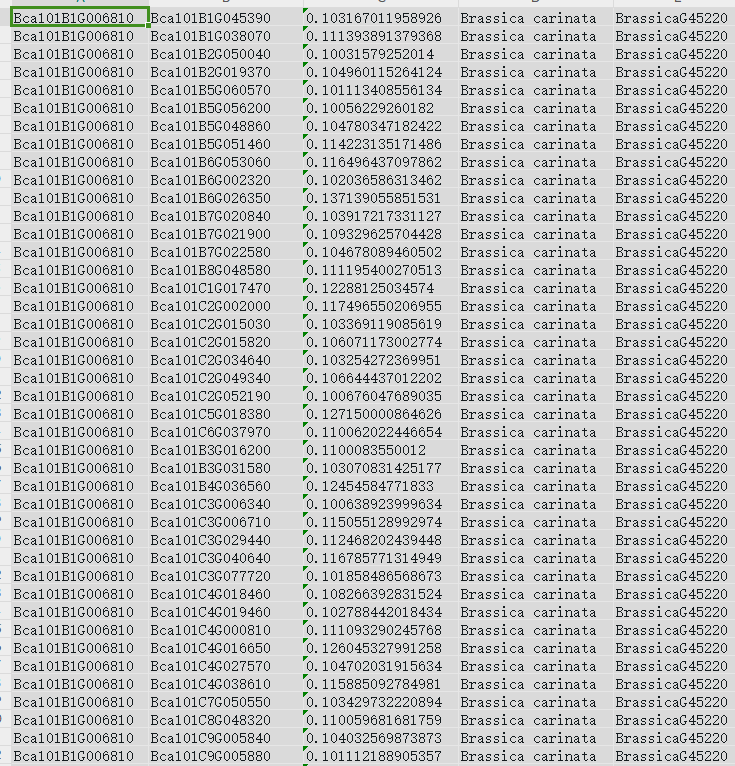 Bca101B1G006810 Bca101B1G045390 0.103167011958926 Brassica carinata BrassicaG45220
Bca101B1G006810 Bca101B1G038070 0.111393891379368 Brassica carinata BrassicaG45220
Bca101B1G006810 Bca101B2G050040 0.10031579252014 Brassica carinata BrassicaG45220
Bca101B1G006810 Bca101B2G019370 0.104960115264124 Brassica carinata BrassicaG45220
Bca101B1G006810 Bca101B5G060570 0.101113408556134 Brassica carinata BrassicaG45220
Bca101B1G006810 Bca101B5G056200 0.10056229260182 Brassica carinata BrassicaG45220
Bca101B1G006810 Bca101B5G048860 0.104780347182422 Brassica carinata BrassicaG45220
Bca101B1G006810 Bca101B5G051460 0.114223135171486 Brassica carinata BrassicaG45220
Bca101B1G006810 Bca101B6G053060 0.116496437097862 Brassica carinata BrassicaG45220
Bca101B1G006810 Bca101B6G002320 0.102036586313462 Brassica carinata BrassicaG45220
Bca101B1G006810 Bca101B6G026350 0.137139055851531 Brassica carinata BrassicaG45220
Bca101B1G006810 Bca101B7G020840 0.103917217331127 Brassica carinata BrassicaG45220
Bca101B1G006810 Bca101B7G021900 0.109329625704428 Brassica carinata BrassicaG45220
Bca101B1G006810 Bca101B7G022580 0.104678089460502 Brassica carinata BrassicaG45220
Bca101B1G006810 Bca101B8G048580 0.111195400270513 Brassica carinata BrassicaG45220
Bca101B1G006810 Bca101C1G017470 0.12288125034574 Brassica carinata BrassicaG45220
Bca101B1G006810 Bca101C2G002000 0.117496550206955 Brassica carinata BrassicaG45220
Bca101B1G006810 Bca101C2G015030 0.103369119085619 Brassica carinata BrassicaG45220
Bca101B1G006810 Bca101C2G015820 0.106071173002774 Brassica carinata BrassicaG45220
Bca101B1G006810 Bca101C2G034640 0.103254272369951 Brassica carinata BrassicaG45220
Bca101B1G006810 Bca101C2G049340 0.106644437012202 Brassica carinata BrassicaG45220
Bca101B1G006810 Bca101C2G052190 0.100676047689035 Brassica carinata BrassicaG45220
Bca101B1G006810 Bca101C5G018380 0.127150000864626 Brassica carinata BrassicaG45220
Bca101B1G006810 Bca101C6G037970 0.110062022446654 Brassica carinata BrassicaG45220
Bca101B1G006810 Bca101B3G016200 0.1100083550012 Brassica carinata BrassicaG45220
Bca101B1G006810 Bca101B3G031580 0.103070831425177 Brassica carinata BrassicaG45220
Bca101B1G006810 Bca101B4G036560 0.12454584771833 Brassica carinata BrassicaG45220
Bca101B1G006810 Bca101C3G006340 0.100638923999634 Brassica carinata BrassicaG45220
Bca101B1G006810 Bca101C3G006710 0.115055128992974 Brassica carinata BrassicaG45220
Bca101B1G006810 Bca101C3G029440 0.112468202439448 Brassica carinata BrassicaG45220
Bca101B1G006810 Bca101C3G040640 0.116785771314949 Brassica carinata BrassicaG45220
Bca101B1G006810 Bca101C3G077720 0.101858486568673 Brassica carinata BrassicaG45220
Bca101B1G006810 Bca101C4G018460 0.108266392831524 Brassica carinata BrassicaG45220
Bca101B1G006810 Bca101C4G019460 0.102788442018434 Brassica carinata BrassicaG45220
Bca101B1G006810 Bca101C4G000810 0.111093290245768 Brassica carinata BrassicaG45220
Bca101B1G006810 Bca101C4G016650 0.126045327991258 Brassica carinata BrassicaG45220
Bca101B1G006810 Bca101C4G027570 0.104702031915634 Brassica carinata BrassicaG45220
Bca101B1G006810 Bca101C4G038610 0.115885092784981 Brassica carinata BrassicaG45220
Bca101B1G006810 Bca101C7G050550 0.103429732220894 Brassica carinata BrassicaG45220
Bca101B1G006810 Bca101C8G048320 0.110059681681759 Brassica carinata BrassicaG45220
Bca101B1G006810 Bca101C9G005840 0.104032569873873 Brassica carinata BrassicaG45220
Bca101B1G006810 Bca101C9G005880 0.101112188905357 Brassica carinata BrassicaG45220